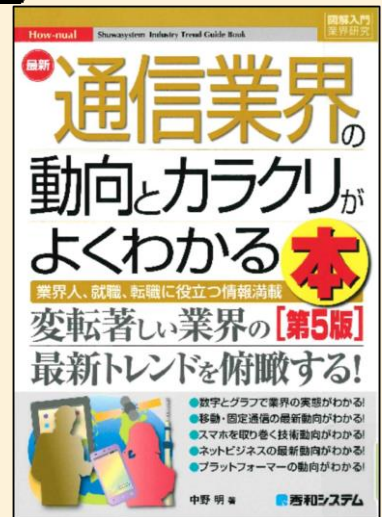 How-nual
Shuwasystem Industry Trend Guide Book
図解入門
業界研究
最新
通信業界の
動向とカラクリが
よくわかる本
業界人、就職、転職に役立つ情報満載
変転著しい業界の[第5版]
最新トレンドを俯瞰する!
●数字とグラフで業界の実態がわかる!
●移動・固定通信の最新動向がわかる!
●スマホを取り巻く技術動向がわかる!
●ネットビジネスの最新動向がわかる!
●プラットフォーマーの動向がわかる!
中野 明 著
秀和システム